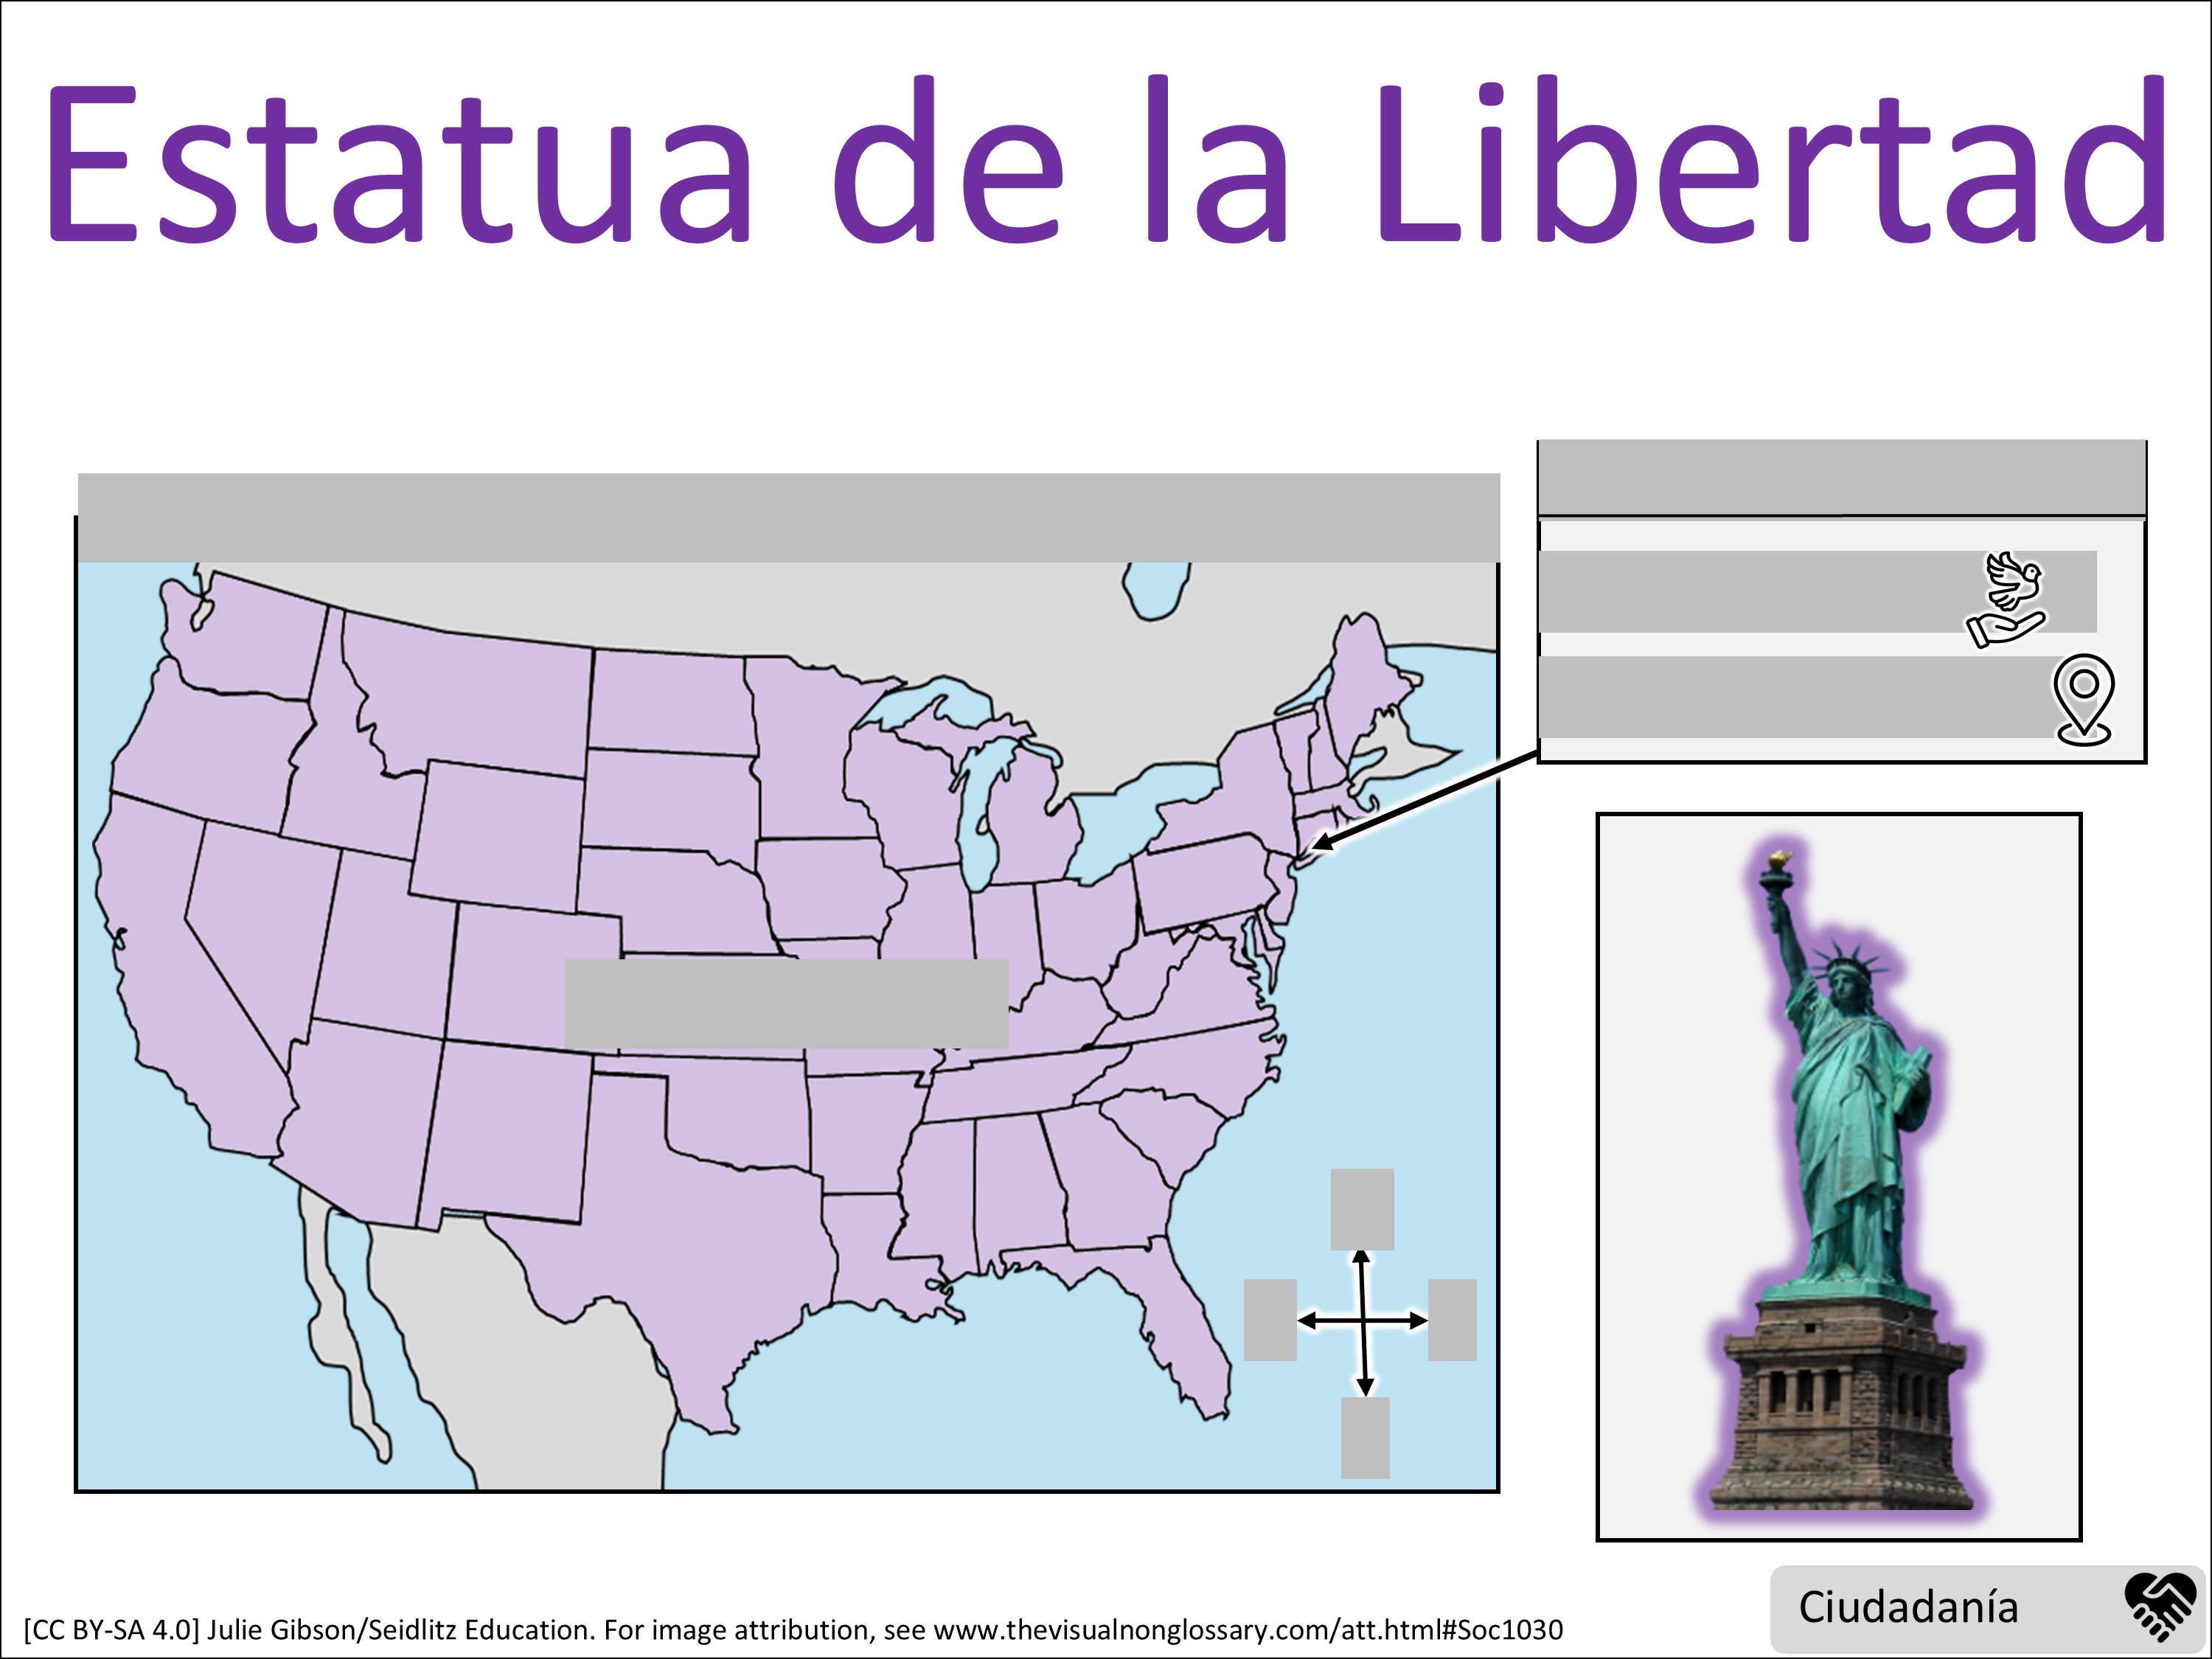 Estatua de la Libertad
Ciudadanía
[CC BY-SA 4.0] Julie Gibson/Seidlitz Education. For image attribution, see www.thevisualnonglossary.com/att.html#Soc1030